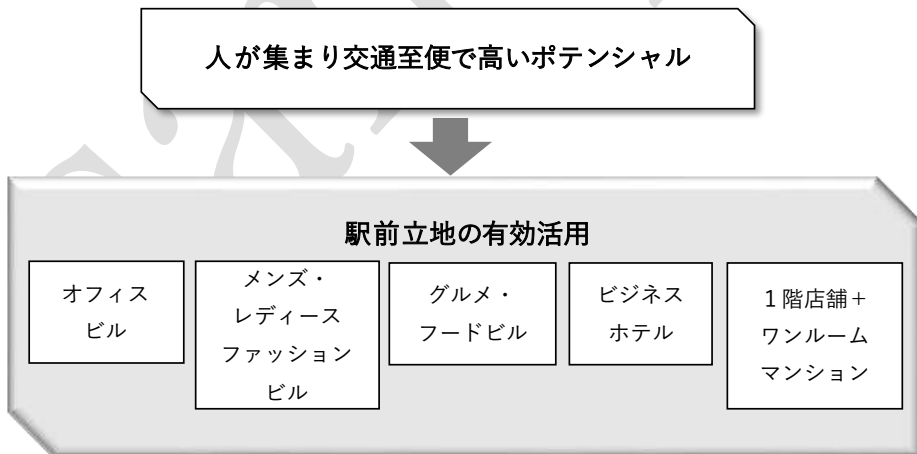 人が集まり交通至便で高いポテンシャル
駅前立地の有効活用
オフィス
ビル
メンズ・
レディース
ファッション
ビル
グルメ・
フードビル
ビジネス
ホテル
１階店舗＋
ワンルーム
マンション